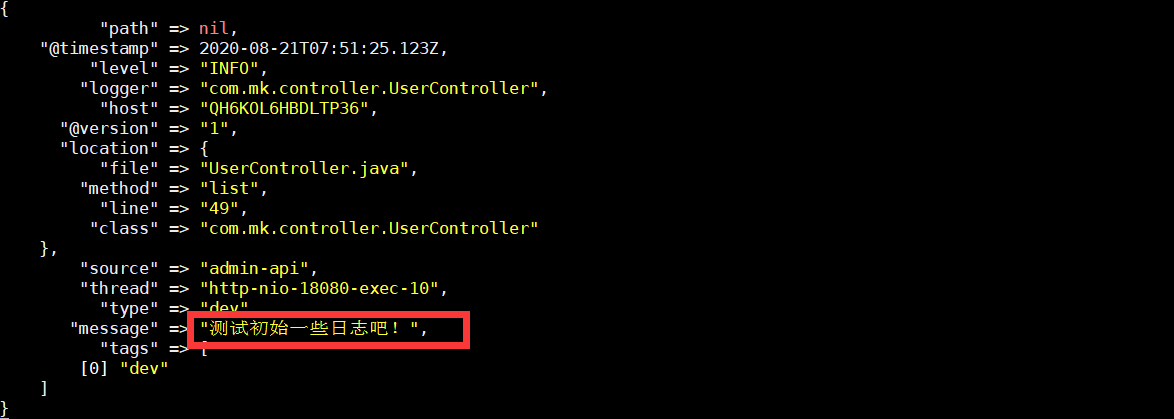 {
"path" => nil,
"@timestamp" => 2020-08-21T07:51:25.123Z,
"level" => "INFO",
"logger" => "com.mk.controller.UserController",
"host" => "QH6KOL6HBDLTP36",
"@version" => "1",
"location" => {
"file" => "UserController.java",
"method" => "list",
"line" => "49",
"class" => "com.mk.controller.UserController"
},
"source" => "admin-api",
"thread" => "http-nio-18080-exec-10",
"type" => "dev"
"message" => "测试初始一些日志吧！",
"tags" => [
[0] "dev"
]
}